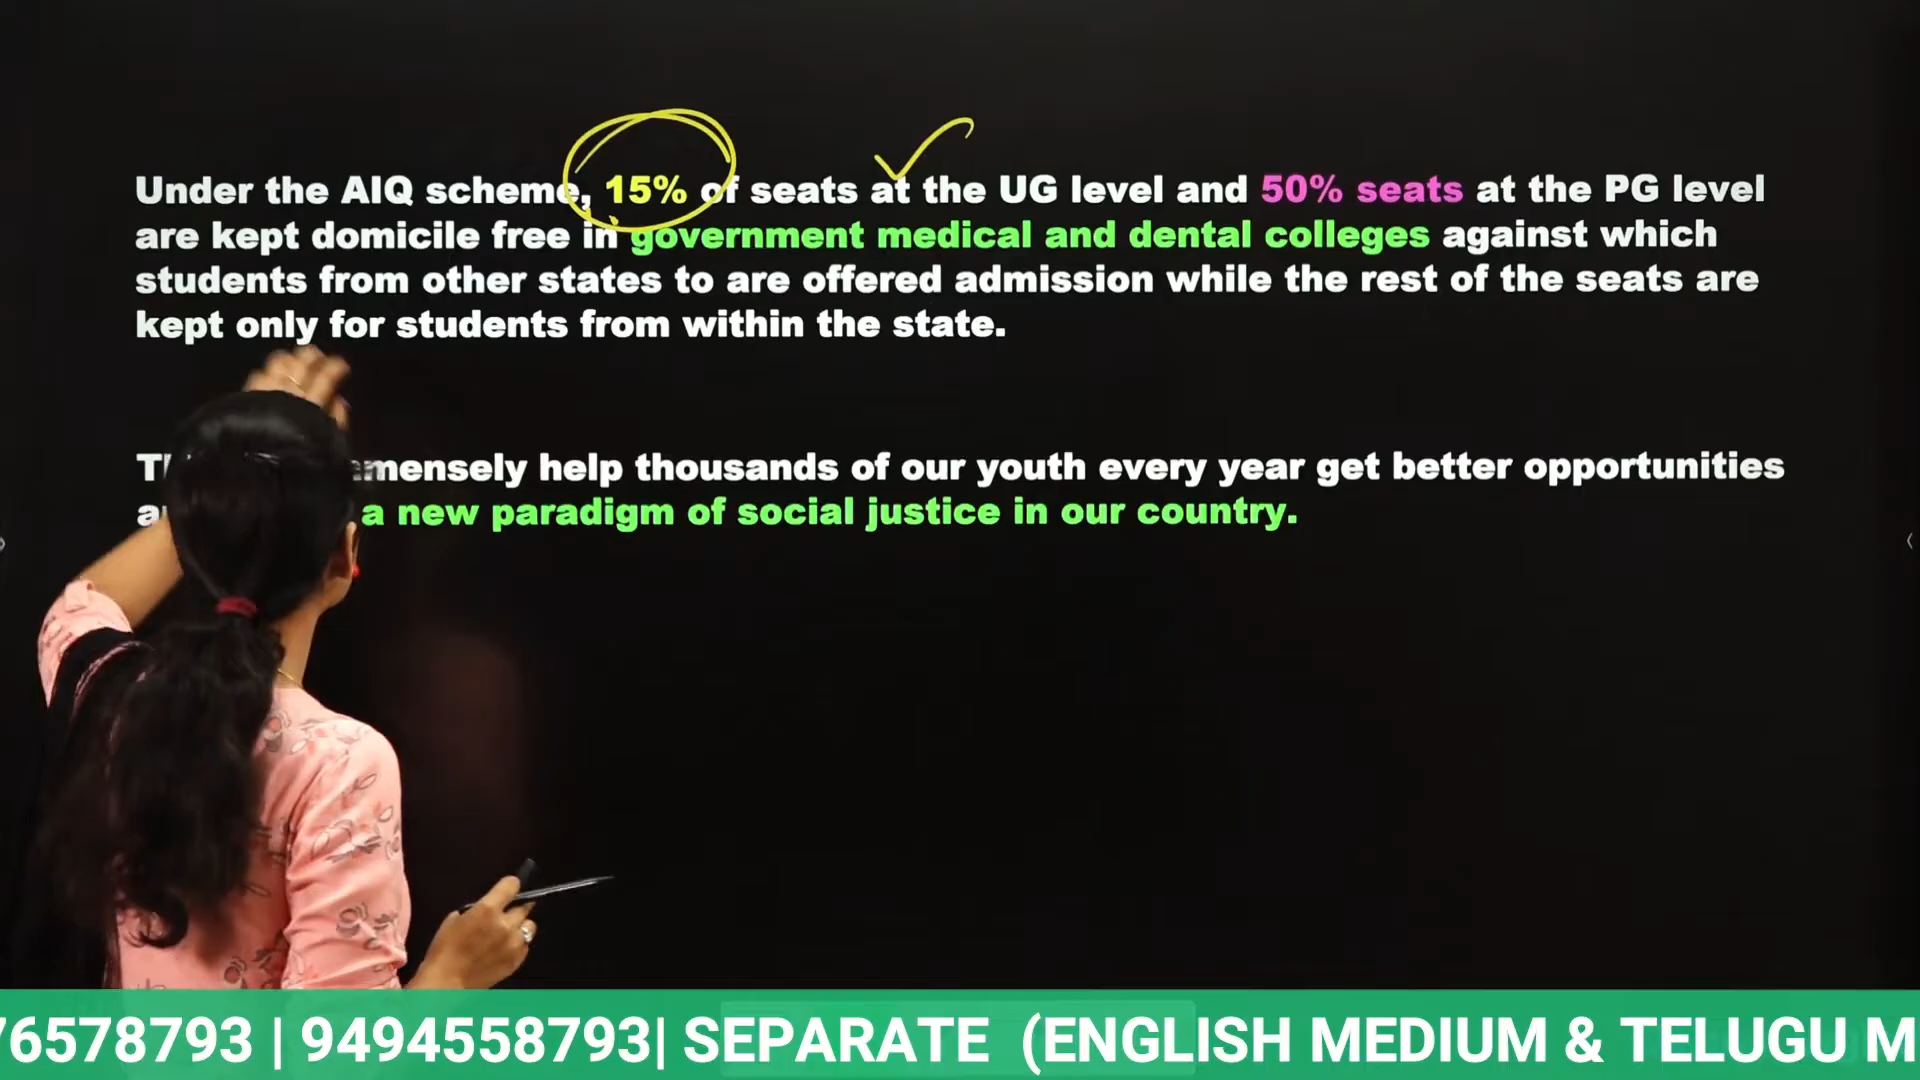 Under the AIQ scheme, 15% of seats at the UG level and 50% seats at the PG level
are kept domicile free in government medical and dental colleges against which
students from other states to are offered admission while the rest of the seats are
kept only for students from within the state.
help thousands of our youth every year get better opportunities
a new paradigm of social justice in our country.
76578793 | 9494558793| SEPARATE (ENGLISH MEDIUM & TELUGU M